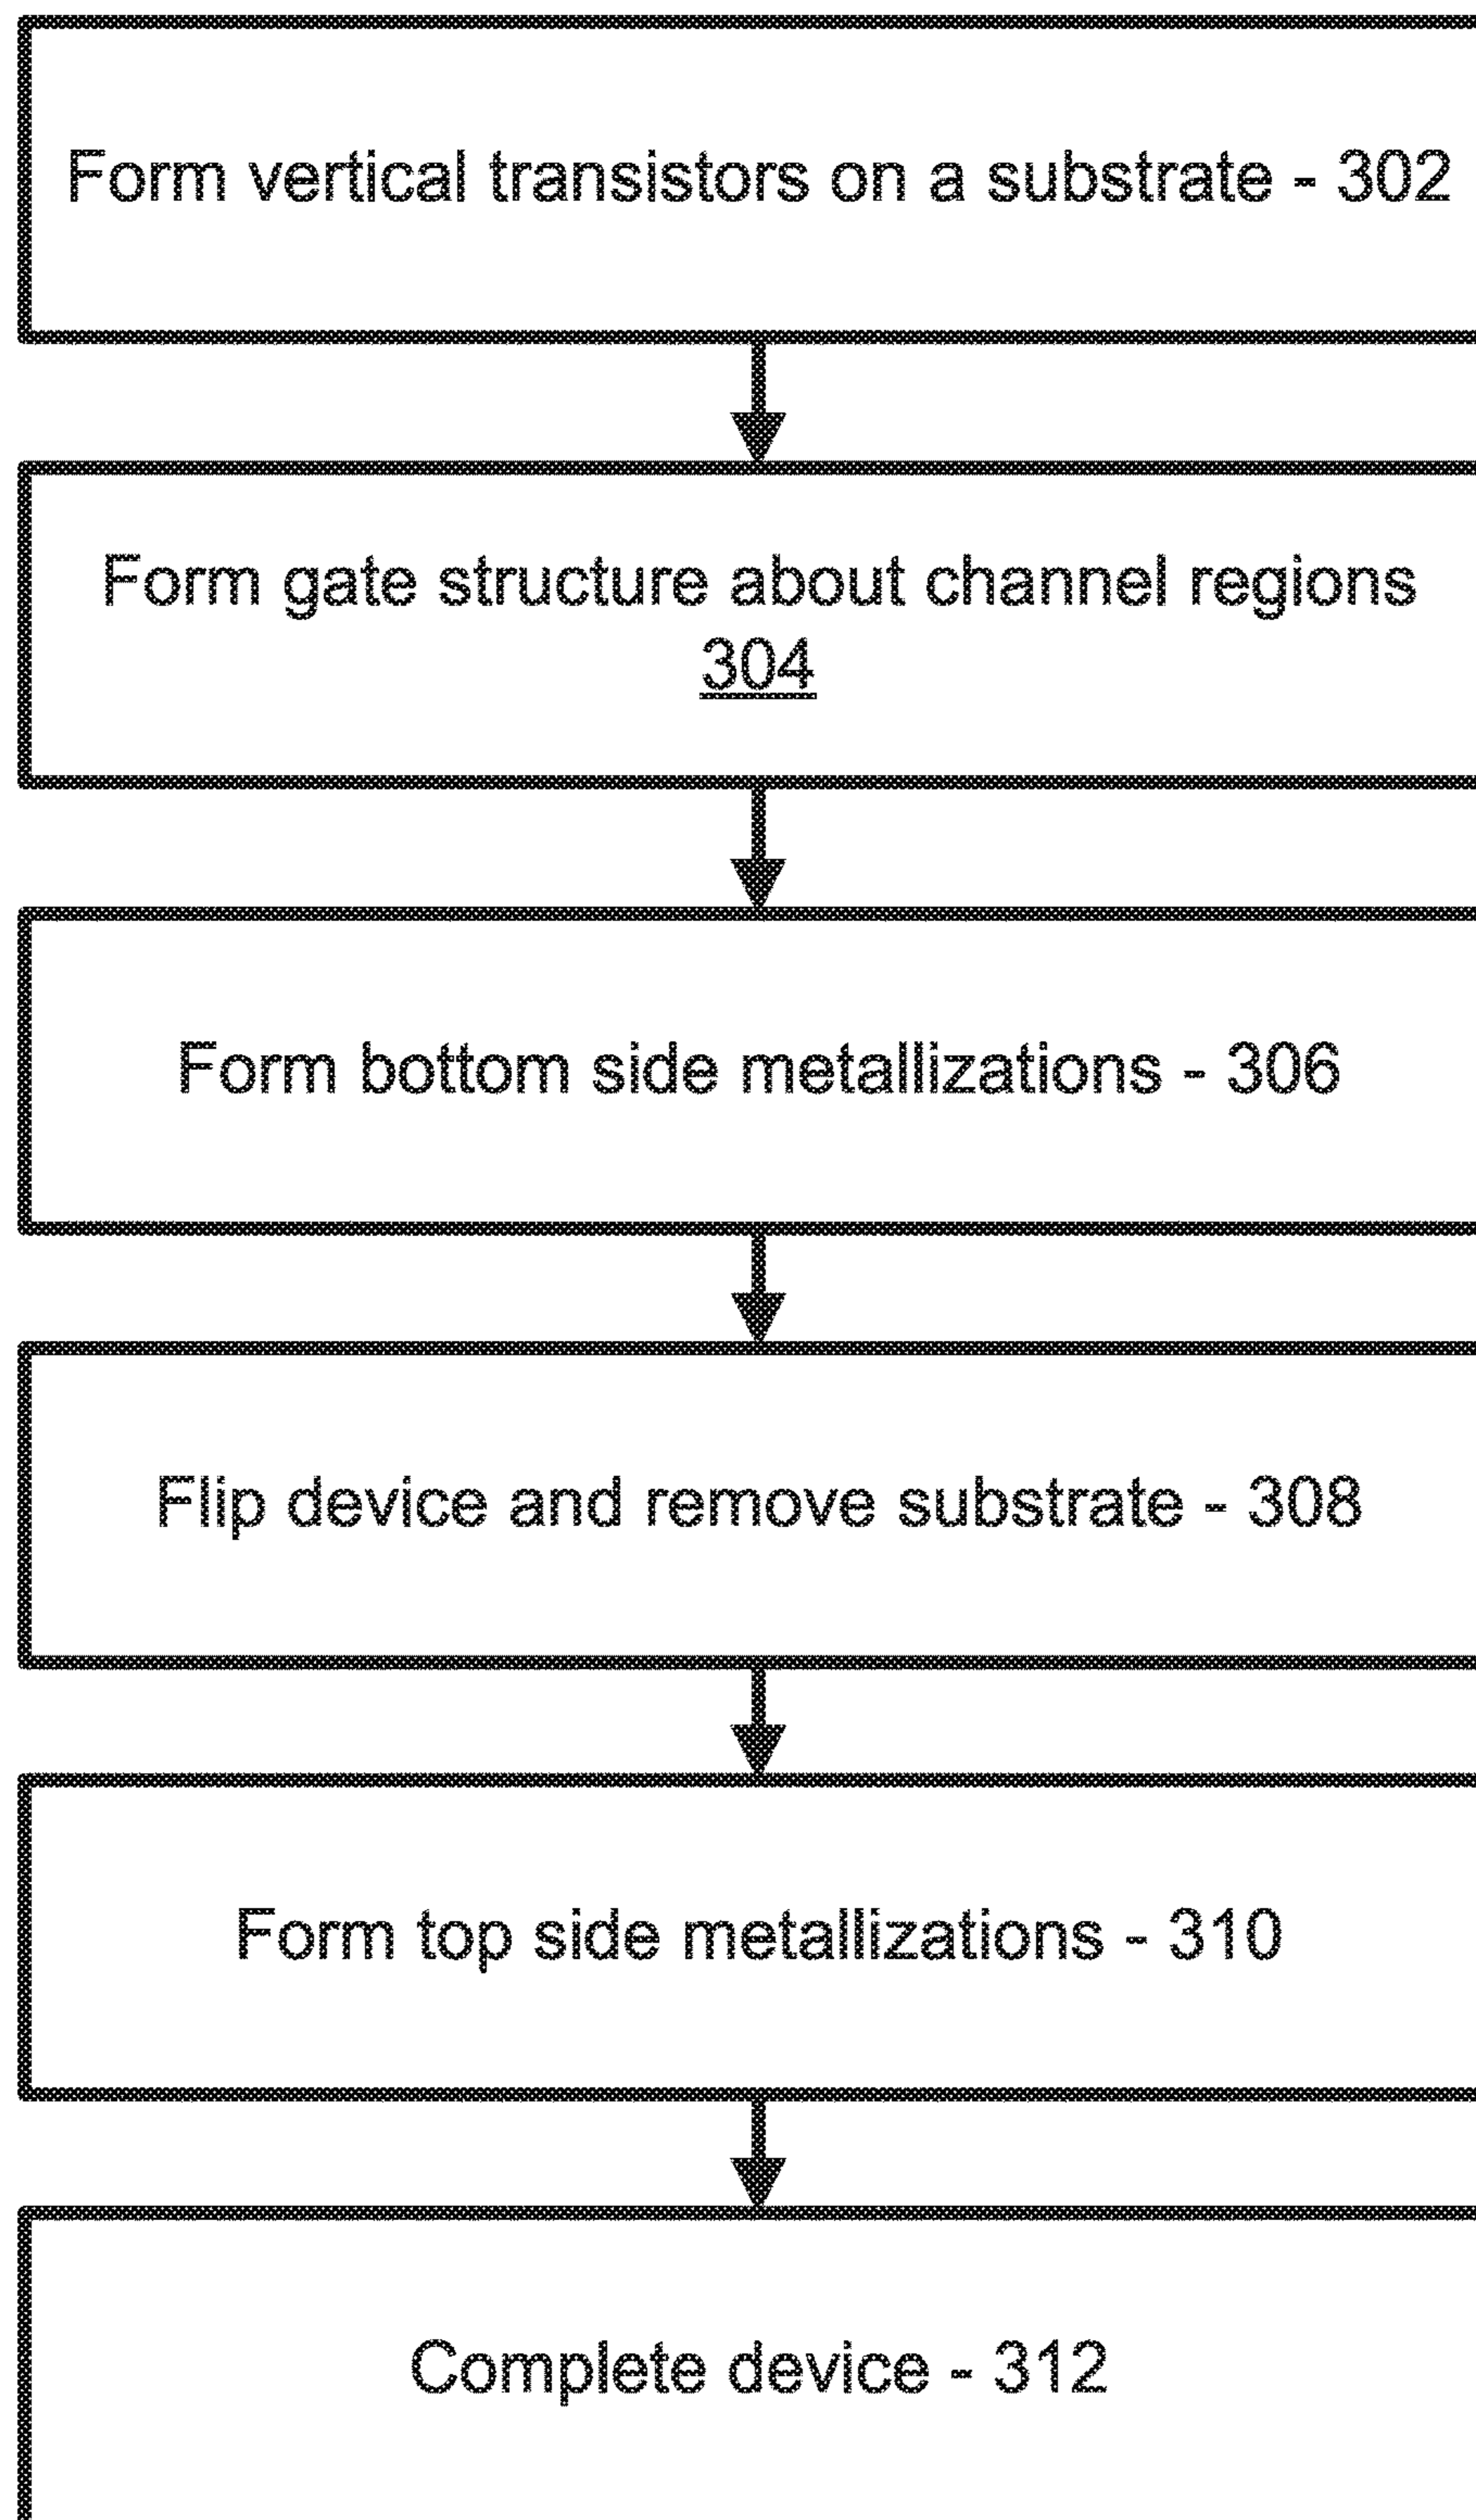 Form vertical transistors on a substrate - 302
Form gate structure about channel regions
304
Form bottom side metallizations - 306
Flip device and remove substrate - 308
Form top side metallizations - 310
Complete device - 312